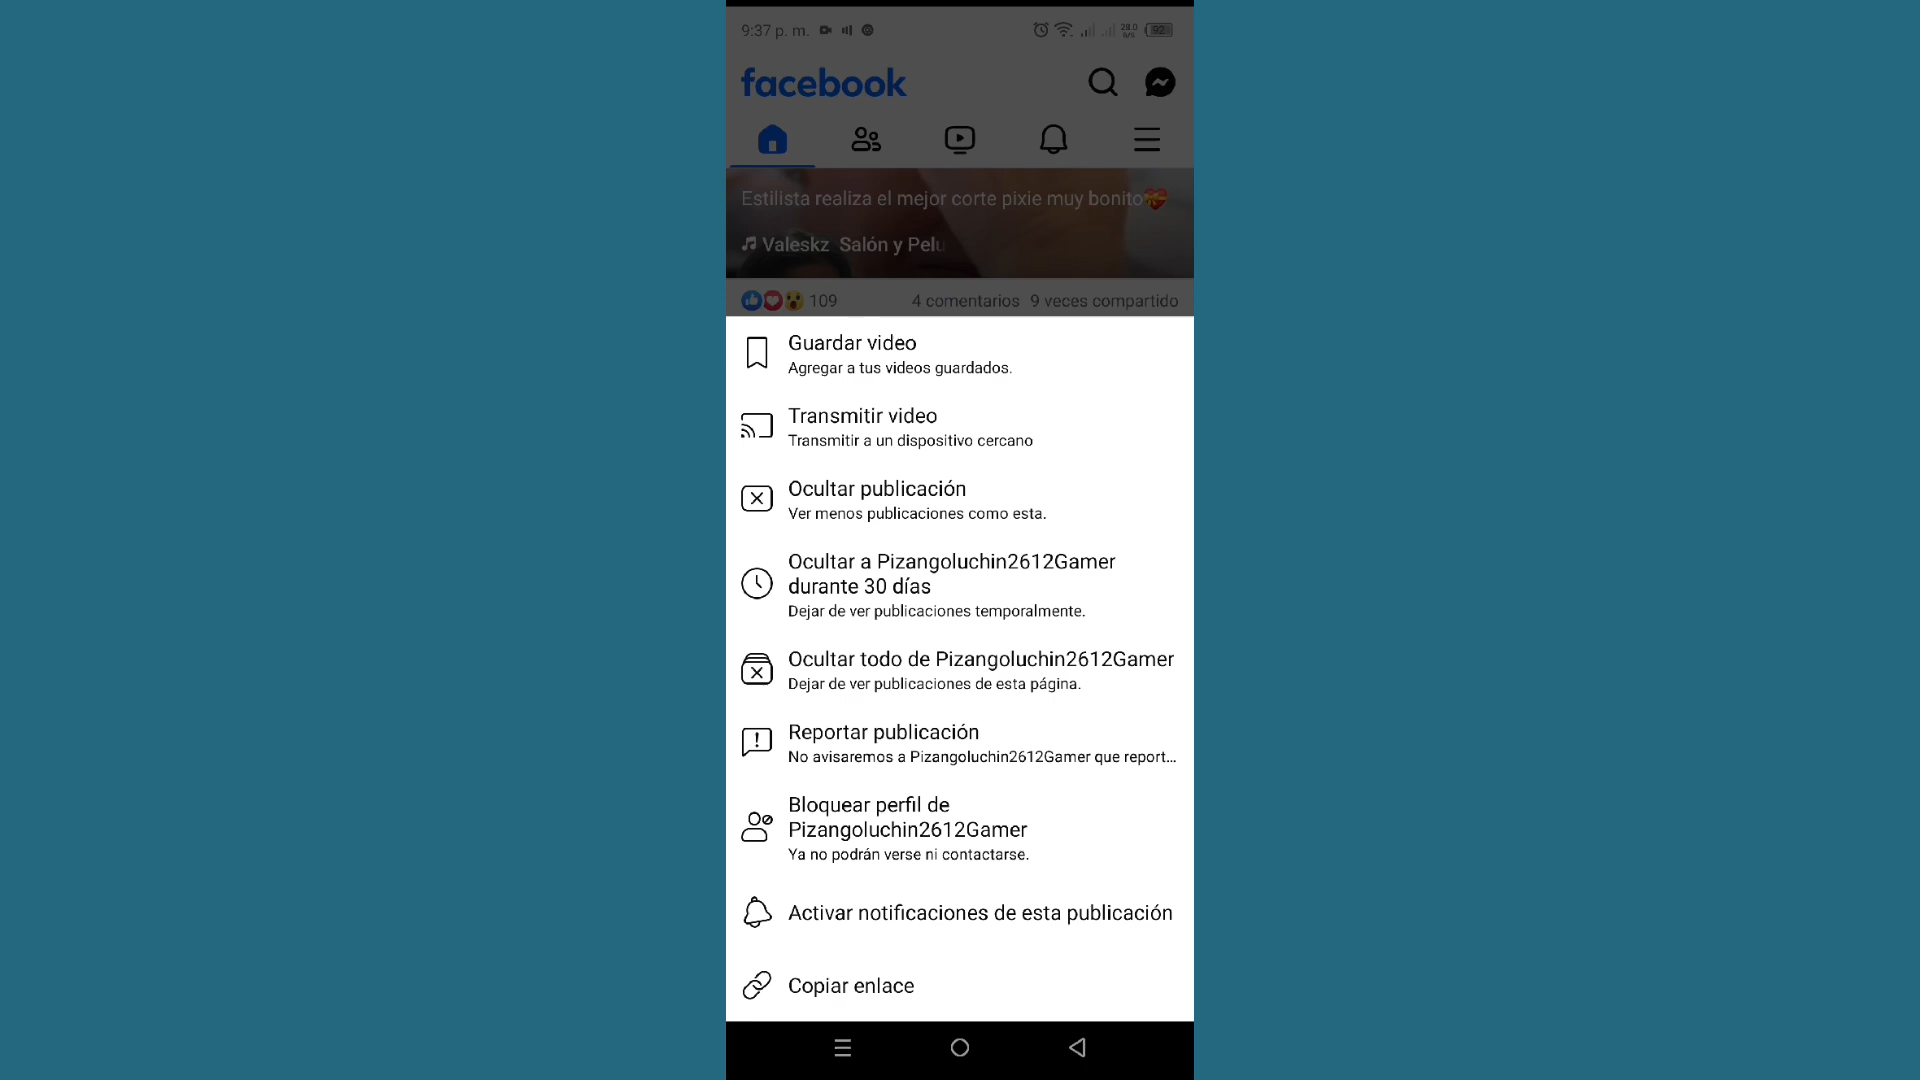 9:37 p. m.
28.0
92
facebook
Estilista realiza el mejor corte pixie muy bonito💝
Valeskz Salón y Pelu
109
4 comentarios 9 veces compartido
Guardar video
Agregar a tus videos guardados.
Transmitir video
Transmitir a un dispositivo cercano
Ocultar publicación
Ver menos publicaciones como esta.
Ocultar a Pizangoluchin2612Gamer
durante 30 días
Dejar de ver publicaciones temporalmente.
Ocultar todo de Pizangoluchin2612Gamer
Dejar de ver publicaciones de esta página.
Reportar publicación
No avisaremos a Pizangoluchin2612Gamer que report...
Bloquear perfil de
Pizangoluchin2612Gamer
Ya no podrán verse ni contactarse.
Activar notificaciones de esta publicación
Copiar enlace